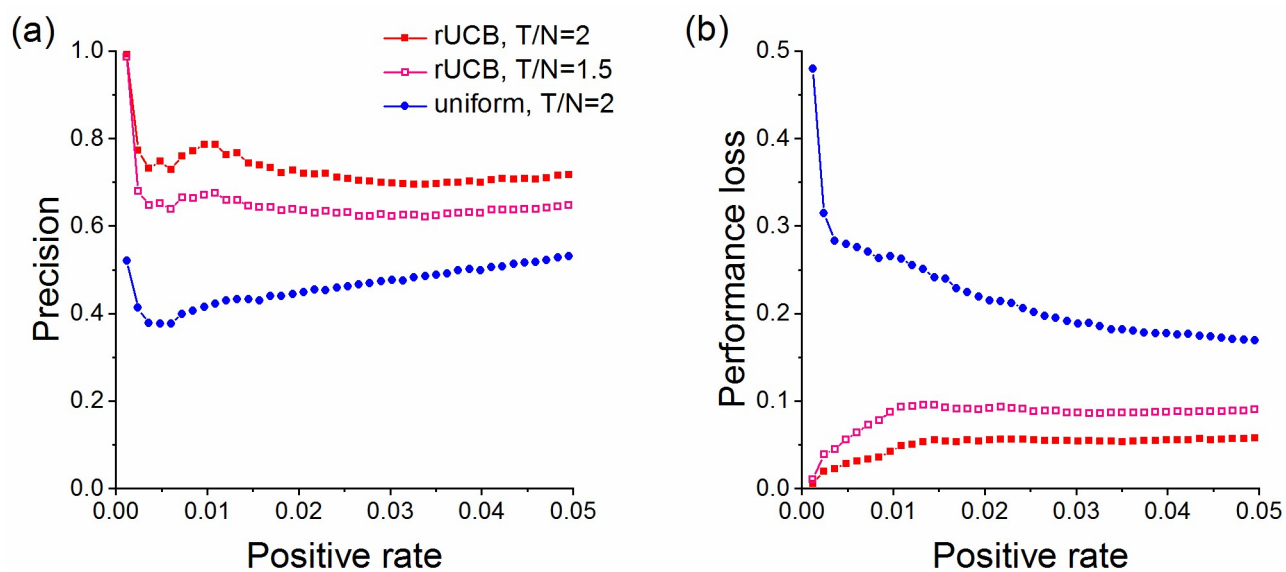 (a)
rUCB, T/N=2
rUCB, T/N=1.5
uniform, T/N=2
1.0
0.8
0.6
0.4
0.2
0.0
Precision
0.00 0.01 0.02 0.03 0.04 0.05
Positive rate
(b)
0.5
0.4
0.3
0.2
0.1
0.0
Performance loss
0.00 0.01 0.02 0.03 0.04 0.05
Positive rate